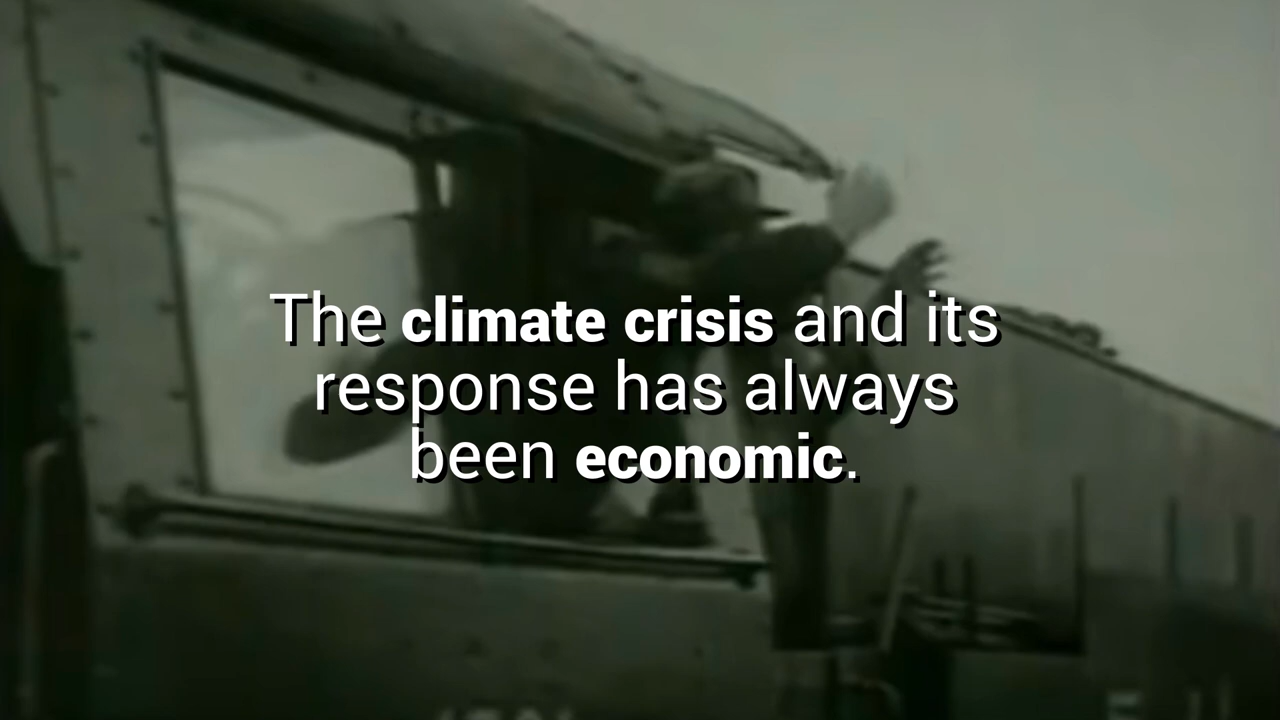 The climate crisis and its
response has always
been economic.